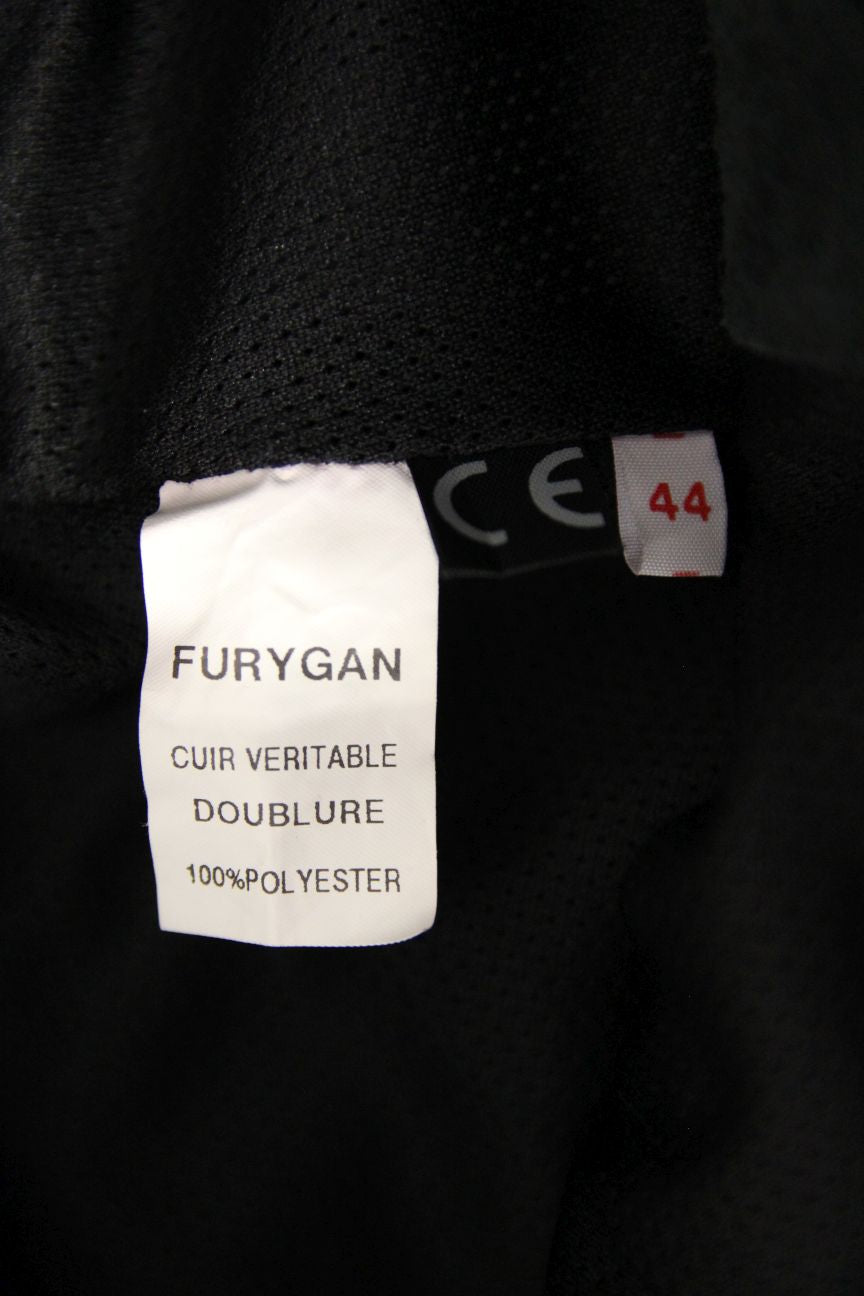 CE
44
FURYGAN
CUIR VERITABLE
DOUBLURE
100%POLYESTER